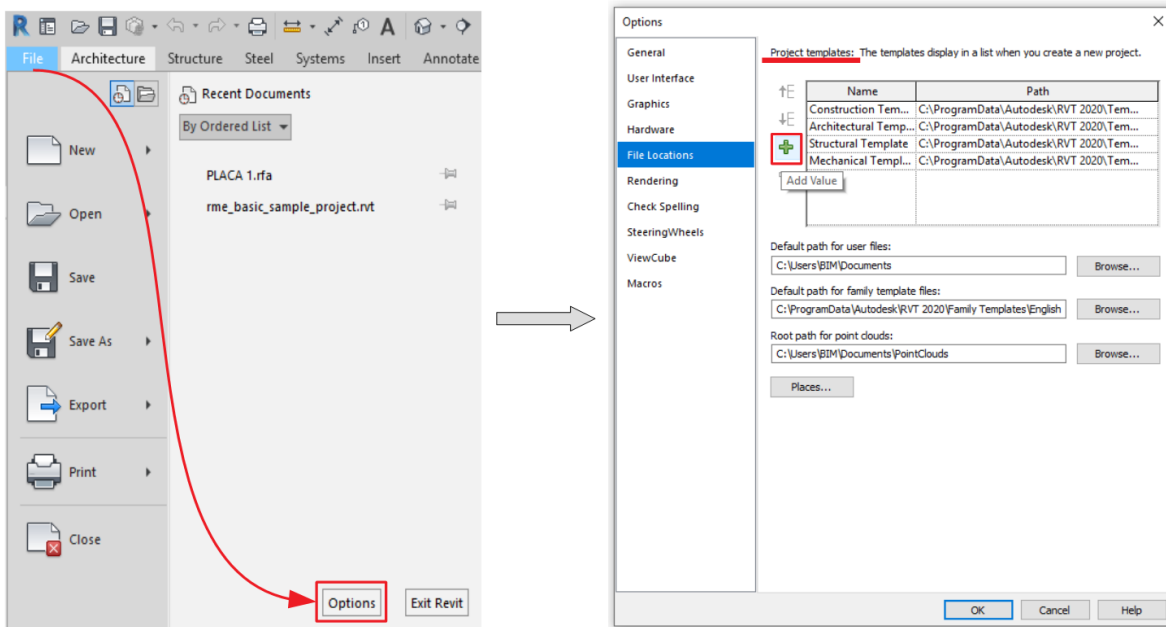 R
A
File Architecture Structure Steel Systems Insert Annotate
Recent Documents
By Ordered List
New
PLACA 1.rfa
rme_basic_sample_project.rvt
Open
Save
Save As
Export
Print
Close
Options
Exit Revit
Options
General
User Interface
Graphics
Hardware
File Locations
Rendering
Check Spelling
SteeringWheels
ViewCube
Macros
Project templates: The templates display in a list when you create a new project.
Name Path
Construction Tem... C:\ProgramData\Autodesk\RVT 2020\Tem...
Architectural Temp... C:\ProgramData\Autodesk\RVT 2020\Tem...
Structural Template C:\ProgramData\Autodesk\RVT 2020\Tem...
Mechanical Templ... C:\ProgramData\Autodesk\RVT 2020\Tem...
Add Value
Default path for user files:
C:\Users\BIM\Documents Browse...
Default path for family template files:
C:\ProgramData\Autodesk\RVT 2020\Family Templates\English Browse...
Root path for point clouds:
C:\Users\BIM\Documents\PointClouds Browse...
Places...
OK Cancel Help